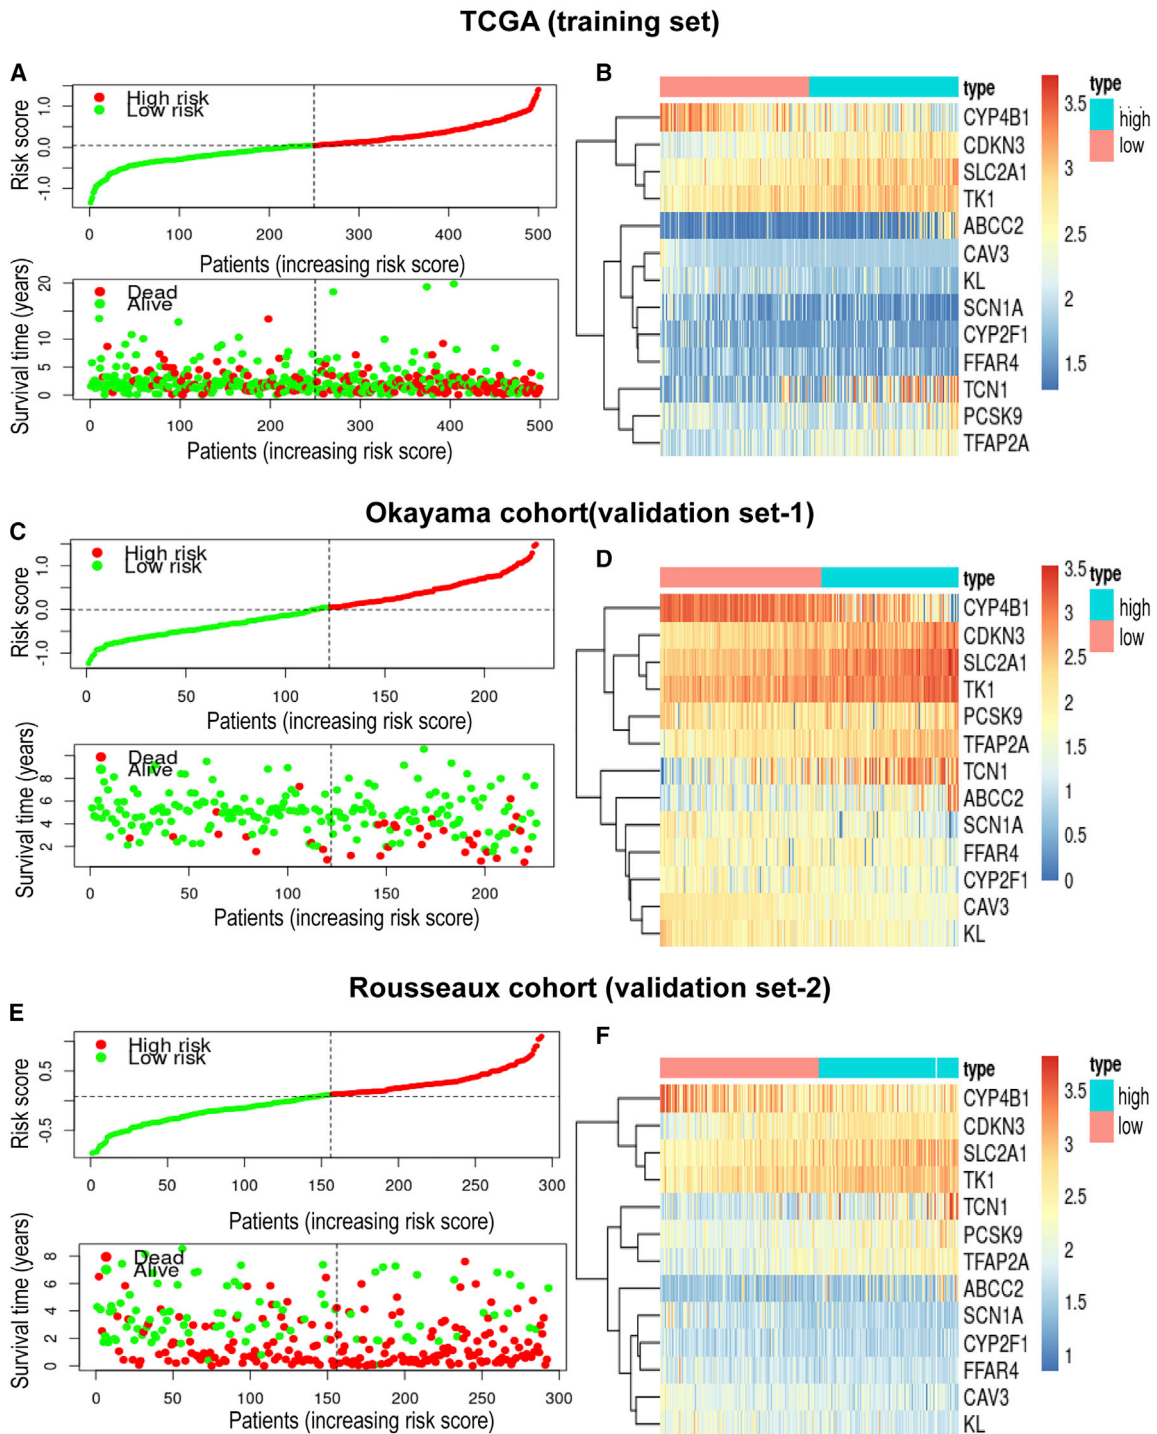 TCGA (training set)
A
High risk
Low risk
Risk score
1.0
0.0
-1.0
0 100 200 300 400 500
Patients (increasing risk score)
Dead
Alive
Survival time (years)
20
10
5
0
0 100 200 300 400 500
Patients (increasing risk score)
B
type
CYP4B1
CDKN3
SLC2A1
TK1
ABCC2
CAV3
KL
SCN1A
CYP2F1
FFAR4
TCN1
PCSK9
TFAP2A
3.5
3
2.5
2
1.5
type
high
low
Okayama cohort(validation set-1)
C
High risk
Low risk
Risk score
1.0
0.0
-1.0
0 50 100 150 200
Patients (increasing risk score)
Dead
Alive
Survival time (years)
8
6
4
2
0 50 100 150 200
Patients (increasing risk score)
D
type
CYP4B1
CDKN3
SLC2A1
TK1
PCSK9
TFAP2A
TCN1
ABCC2
SCN1A
FFAR4
CYP2F1
CAV3
KL
3.5
3
2.5
2
1.5
1
0.5
0
type
high
low
Rousseaux cohort (validation set-2)
E
High risk
Low risk
Risk score
0.5
-0.5
0 50 100 150 200 250 300
Patients (increasing risk score)
Dead
Alive
Survival time (years)
8
6
4
2
0
0 50 100 150 200 250 300
Patients (increasing risk score)
F
type
CYP4B1
CDKN3
SLC2A1
TK1
TCN1
PCSK9
TFAP2A
ABCC2
SCN1A
CYP2F1
FFAR4
CAV3
KL
3.5
3
2.5
2
1.5
1
type
high
low